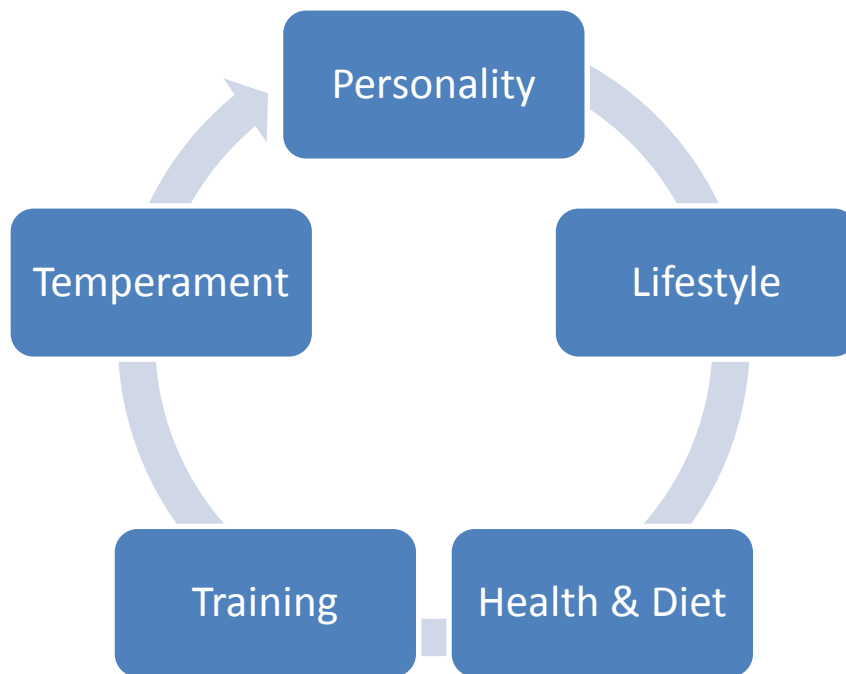 Personality
Lifestyle
Health & Diet
Training
Temperament